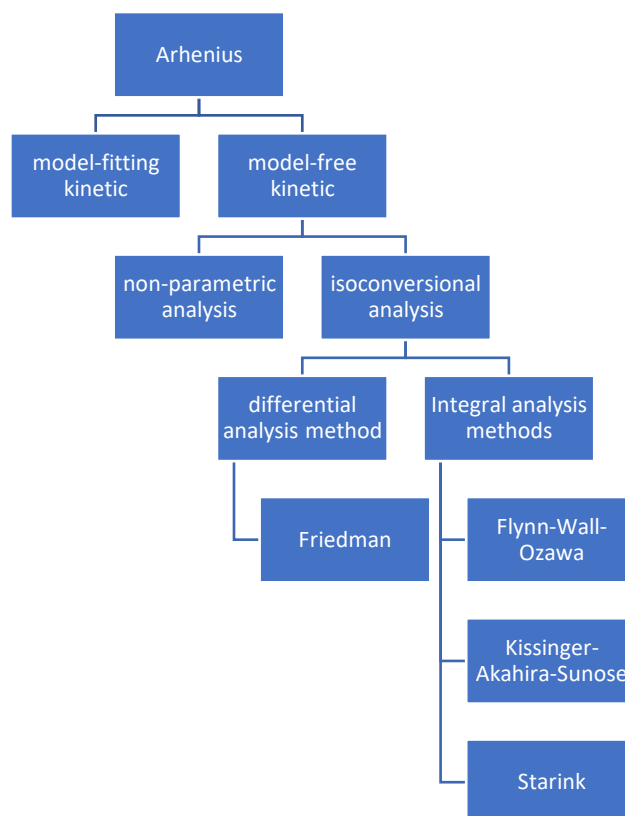 Arhenius
model-fitting
kinetic
model-free
kinetic
non-parametric
analysis
isoconversional
analysis
differential
analysis method
Integral analysis
methods
Friedman
Flynn-Wall-
Ozawa
Kissinger-
Akahira-Sunose
Starink